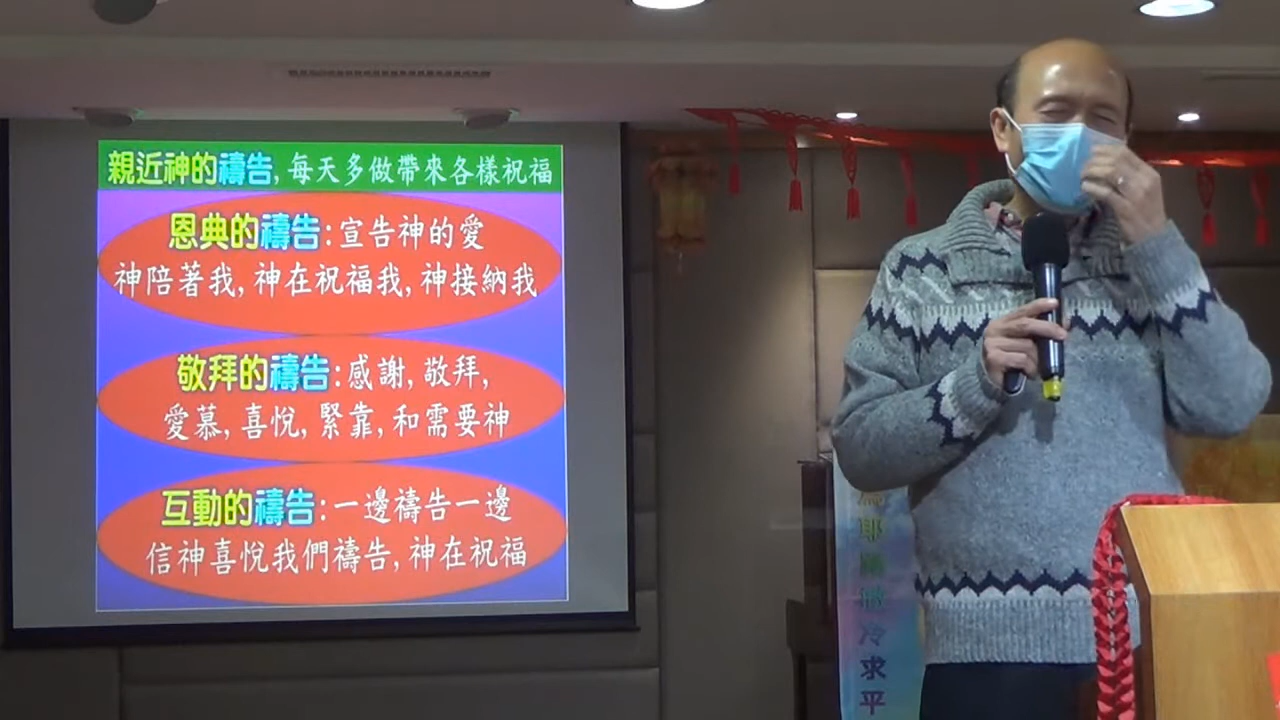 親近神的禱告, 每天多做帶來各樣祝福
恩典的禱告: 宣告神的愛
神陪著我, 神在祝福我, 神接納我
敬拜的禱告: 感謝, 敬拜,
愛慕, 喜悅, 緊靠, 和需要神
互動的禱告: 一邊禱告一邊
信神喜悅我們禱告, 神在祝福
冷求平